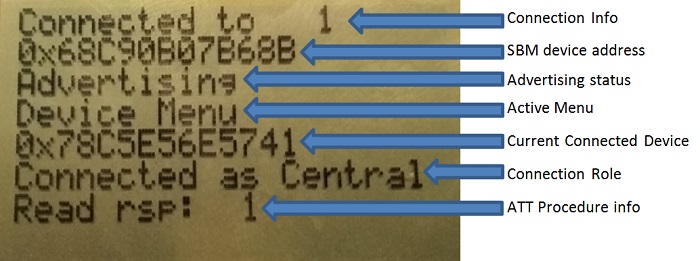 Connected to 1 Connection Info
0x68C90B07B68B SBM device address
Advertising Advertising status
Device Menu Active Menu
0x78C5E56E5741 Current Connected Device
Connected as Central Connection Role
Read rsp: 1 ATT Procedure info